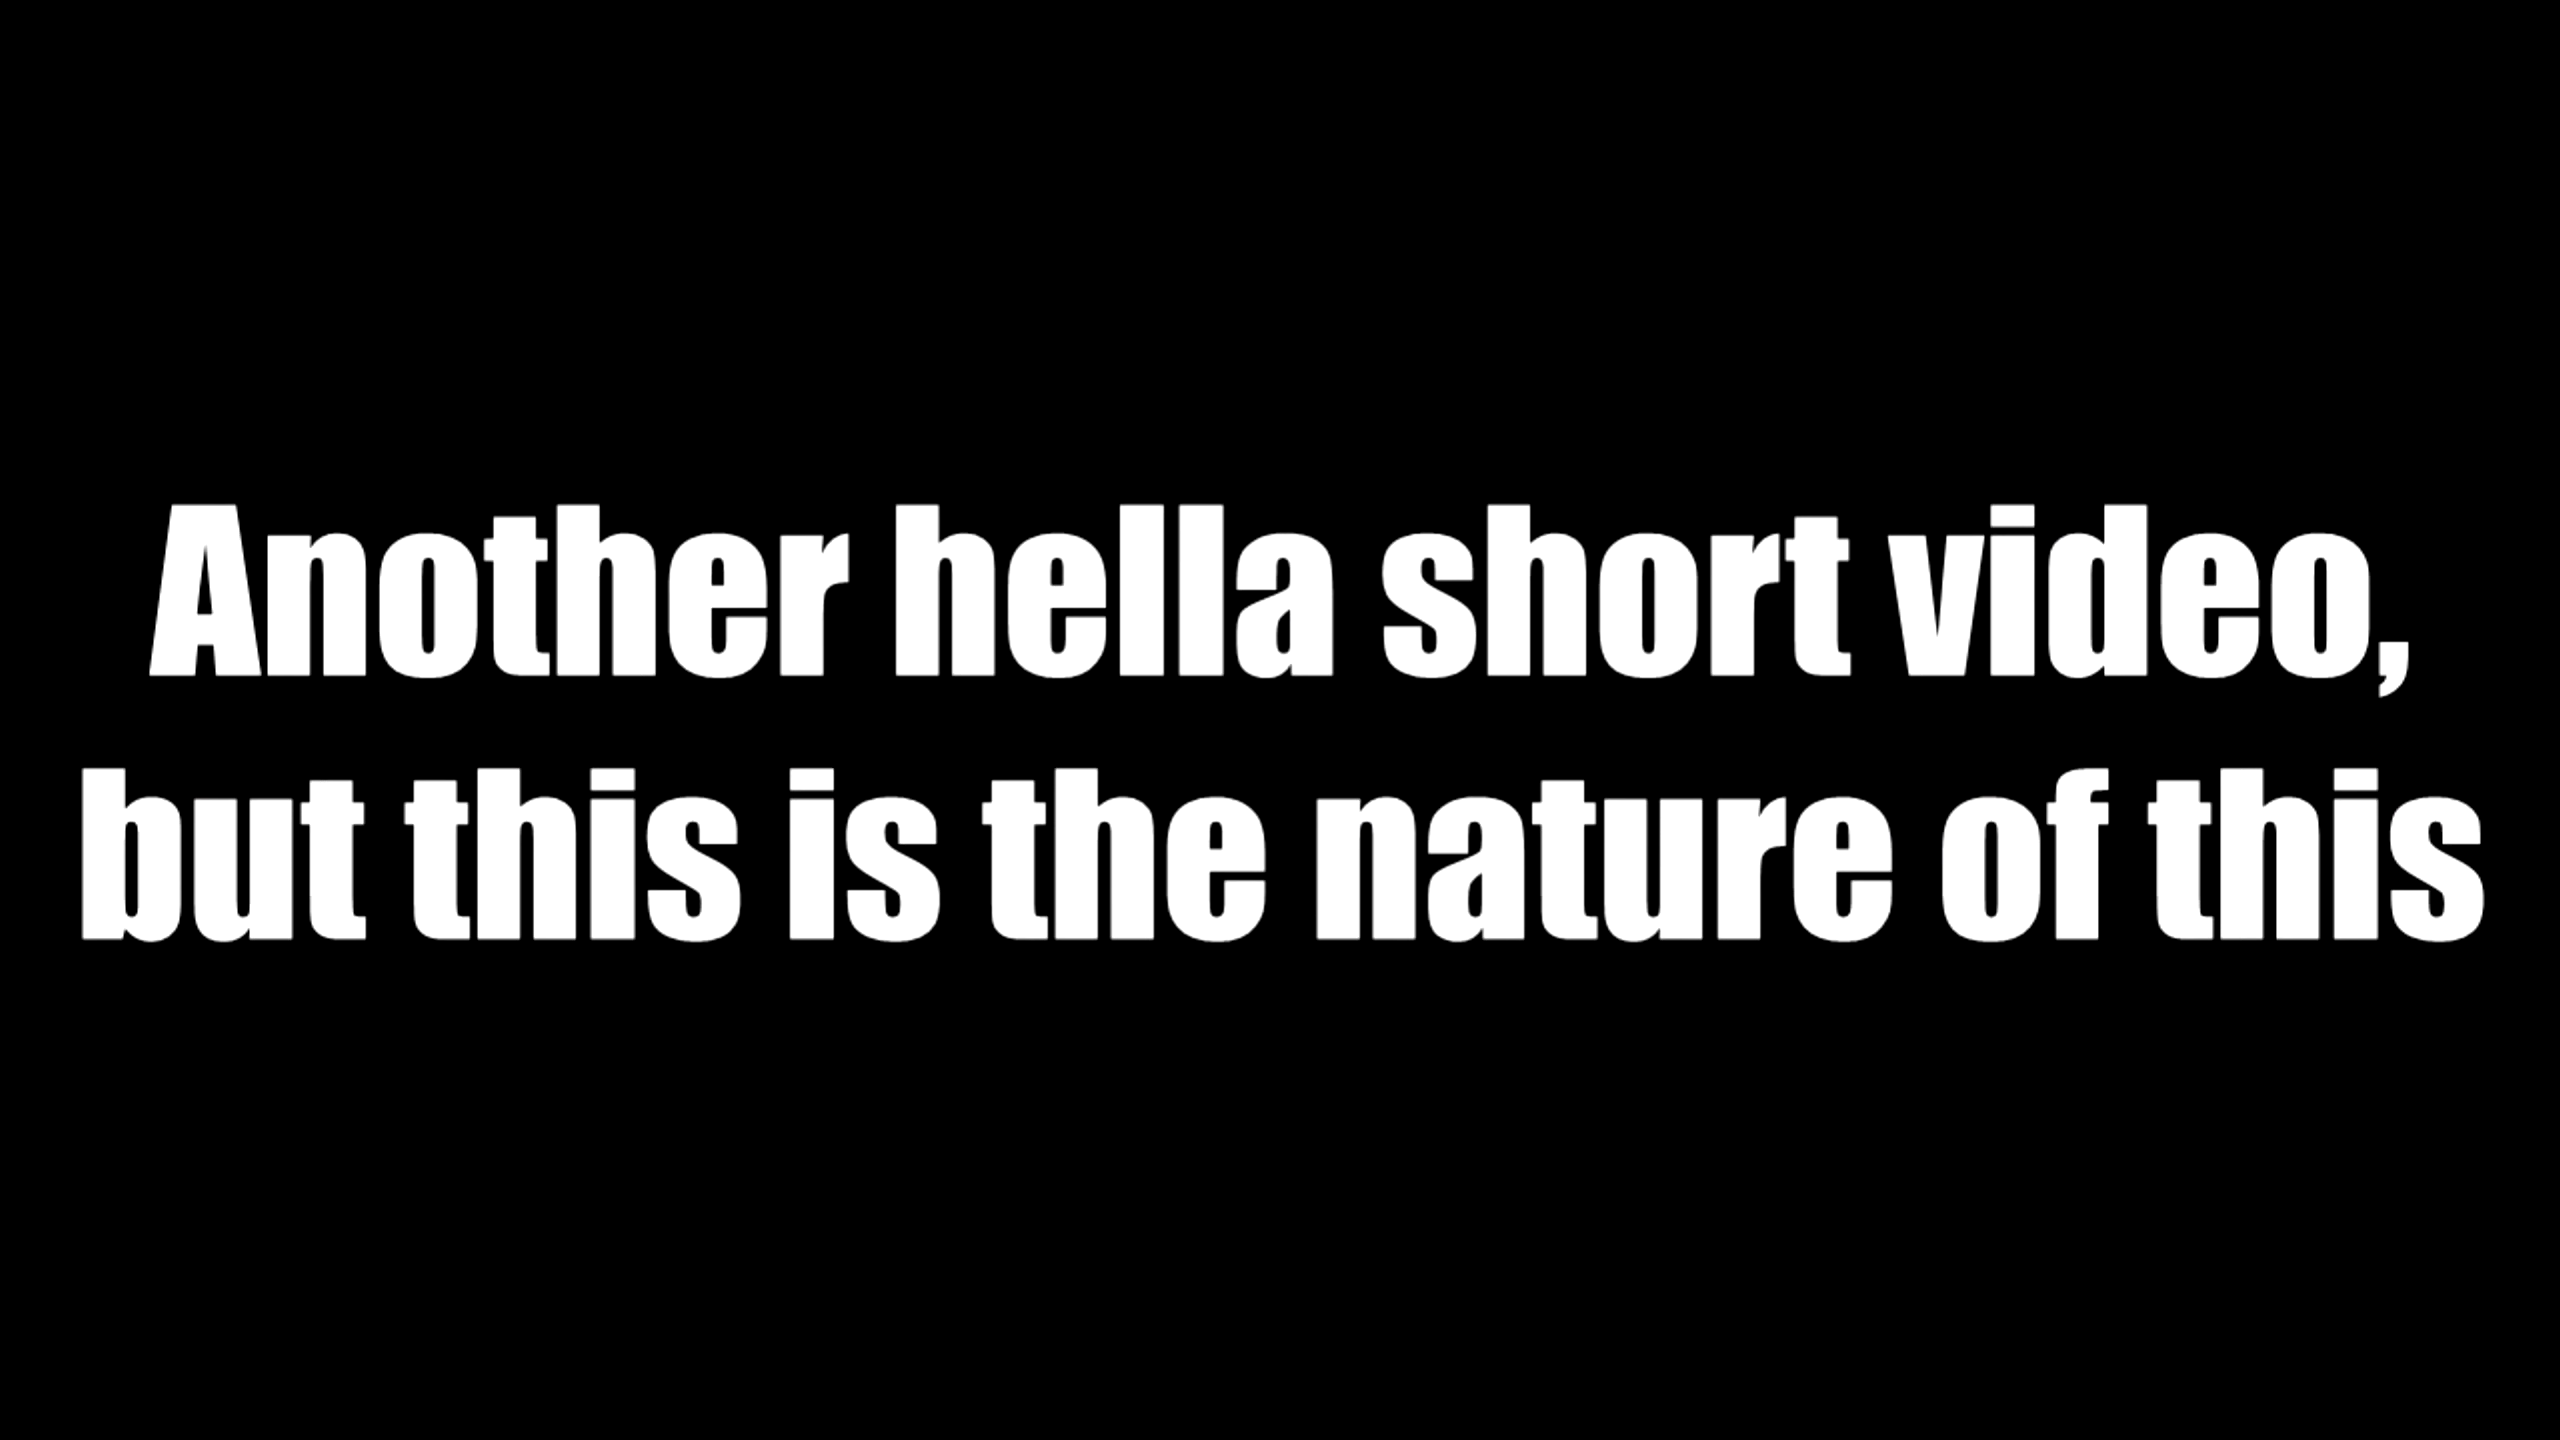 Another hella short video,
but this is the nature of this